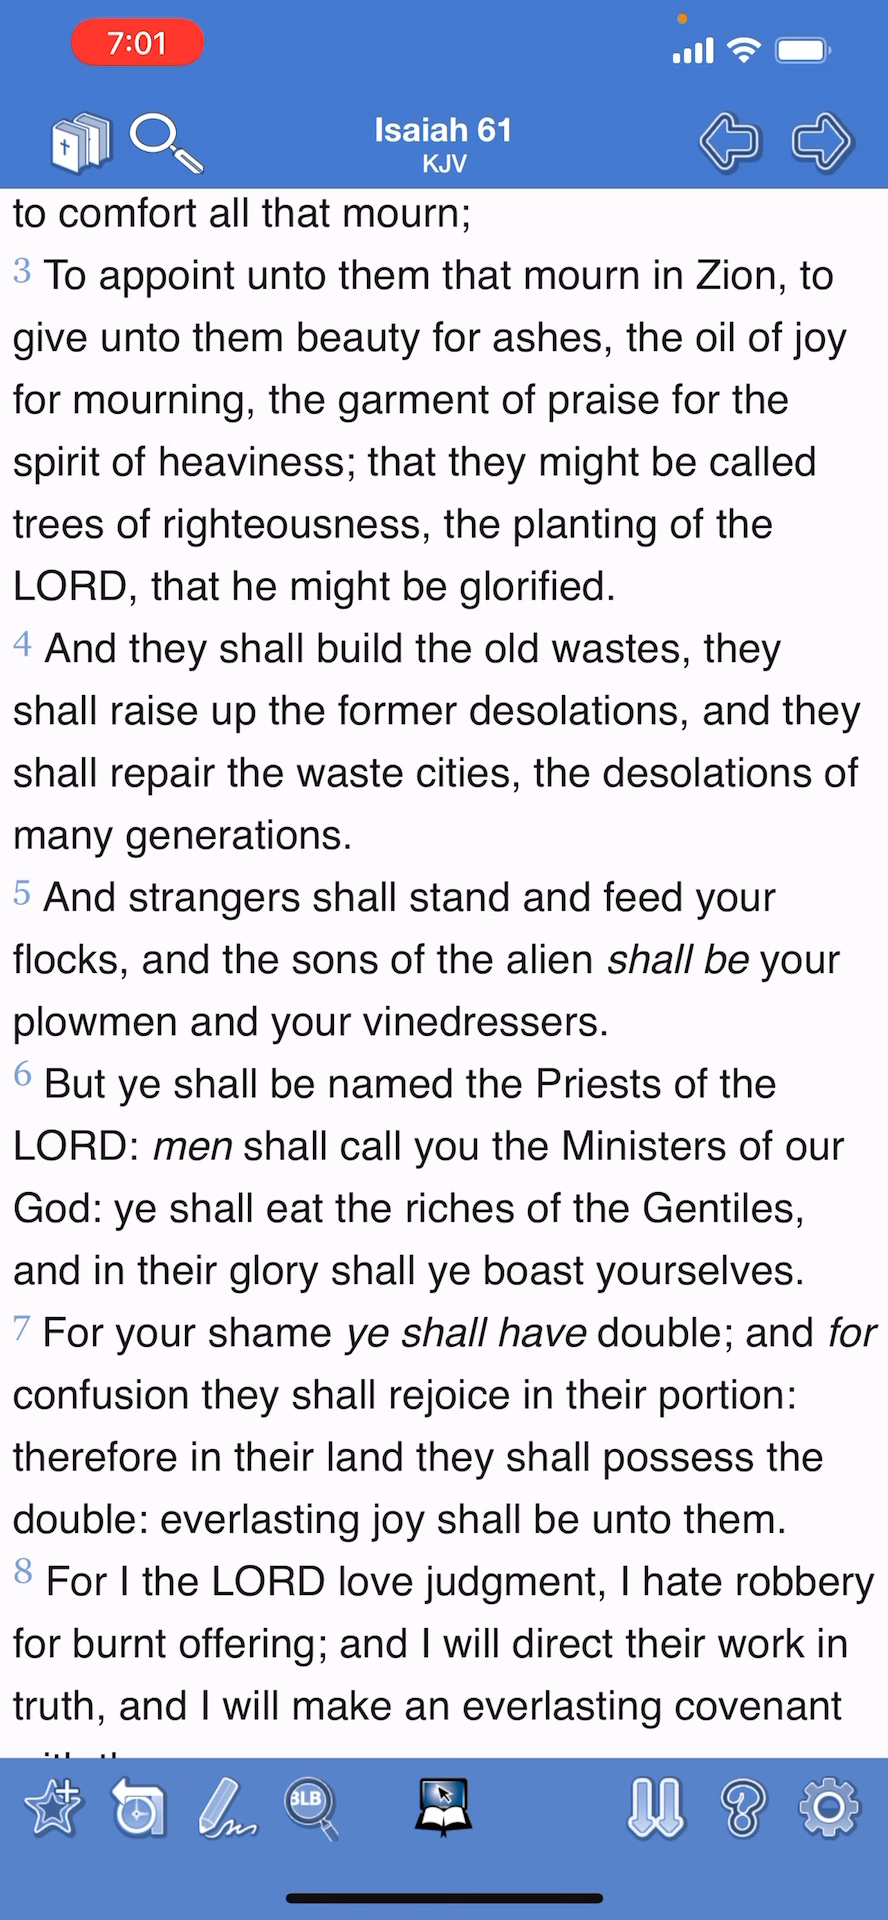 7:01
Isaiah 61
KJV
to comfort all that mourn;
3 To appoint unto them that mourn in Zion, to
give unto them beauty for ashes, the oil of joy
for mourning, the garment of praise for the
spirit of heaviness; that they might be called
trees of righteousness, the planting of the
LORD, that he might be glorified.
4 And they shall build the old wastes, they
shall raise up the former desolations, and they
shall repair the waste cities, the desolations of
many generations.
5 And strangers shall stand and feed your
flocks, and the sons of the alien shall be your
plowmen and your vinedressers.
6 But ye shall be named the Priests of the
LORD: men shall call you the Ministers of our
God: ye shall eat the riches of the Gentiles,
and in their glory shall ye boast yourselves.
7 For your shame ye shall have double; and for
confusion they shall rejoice in their portion:
therefore in their land they shall possess the
double: everlasting joy shall be unto them.
8 For I the LORD love judgment, I hate robbery
for burnt offering; and I will direct their work in
truth, and I will make an everlasting covenant
BLB